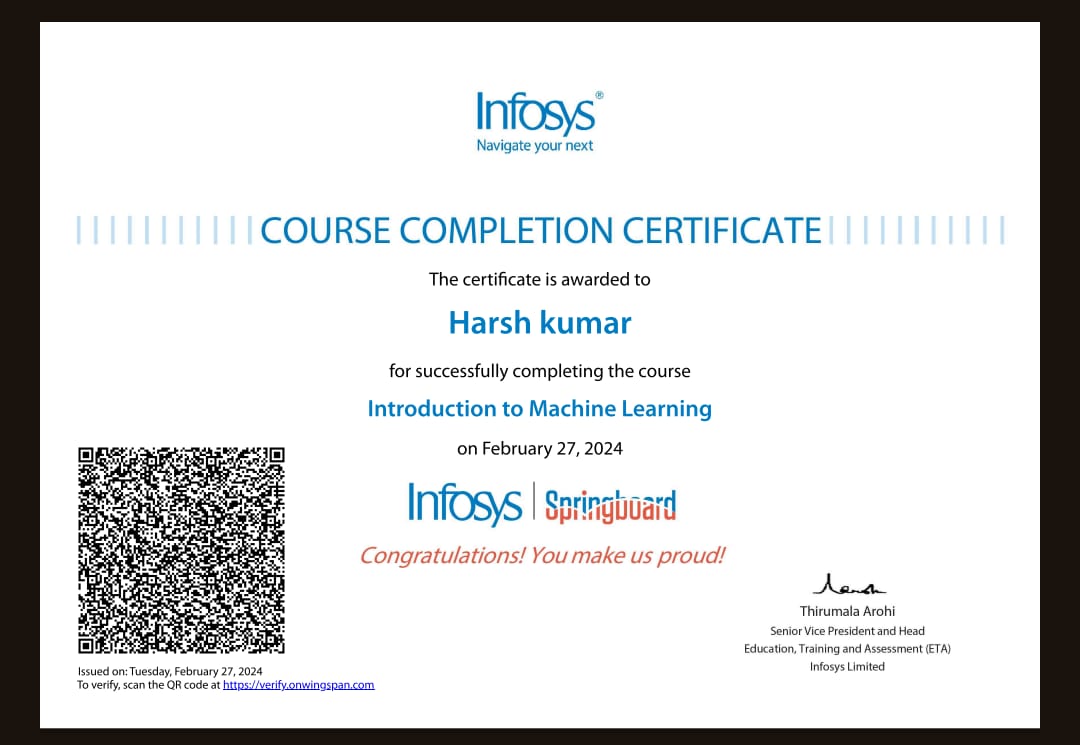 Infosys®
Navigate your next
COURSE COMPLETION CERTIFICATE
The certificate is awarded to
Harsh kumar
for successfully completing the course
Introduction to Machine Learning
on February 27, 2024
Infosys | Springboard
Congratulations! You make us proud!
Thirumala Arohi
Senior Vice President and Head
Education, Training and Assessment (ETA)
Infosys Limited
Issued on: Tuesday, February 27, 2024
To verify, scan the QR code at https://verify.onwingspan.com